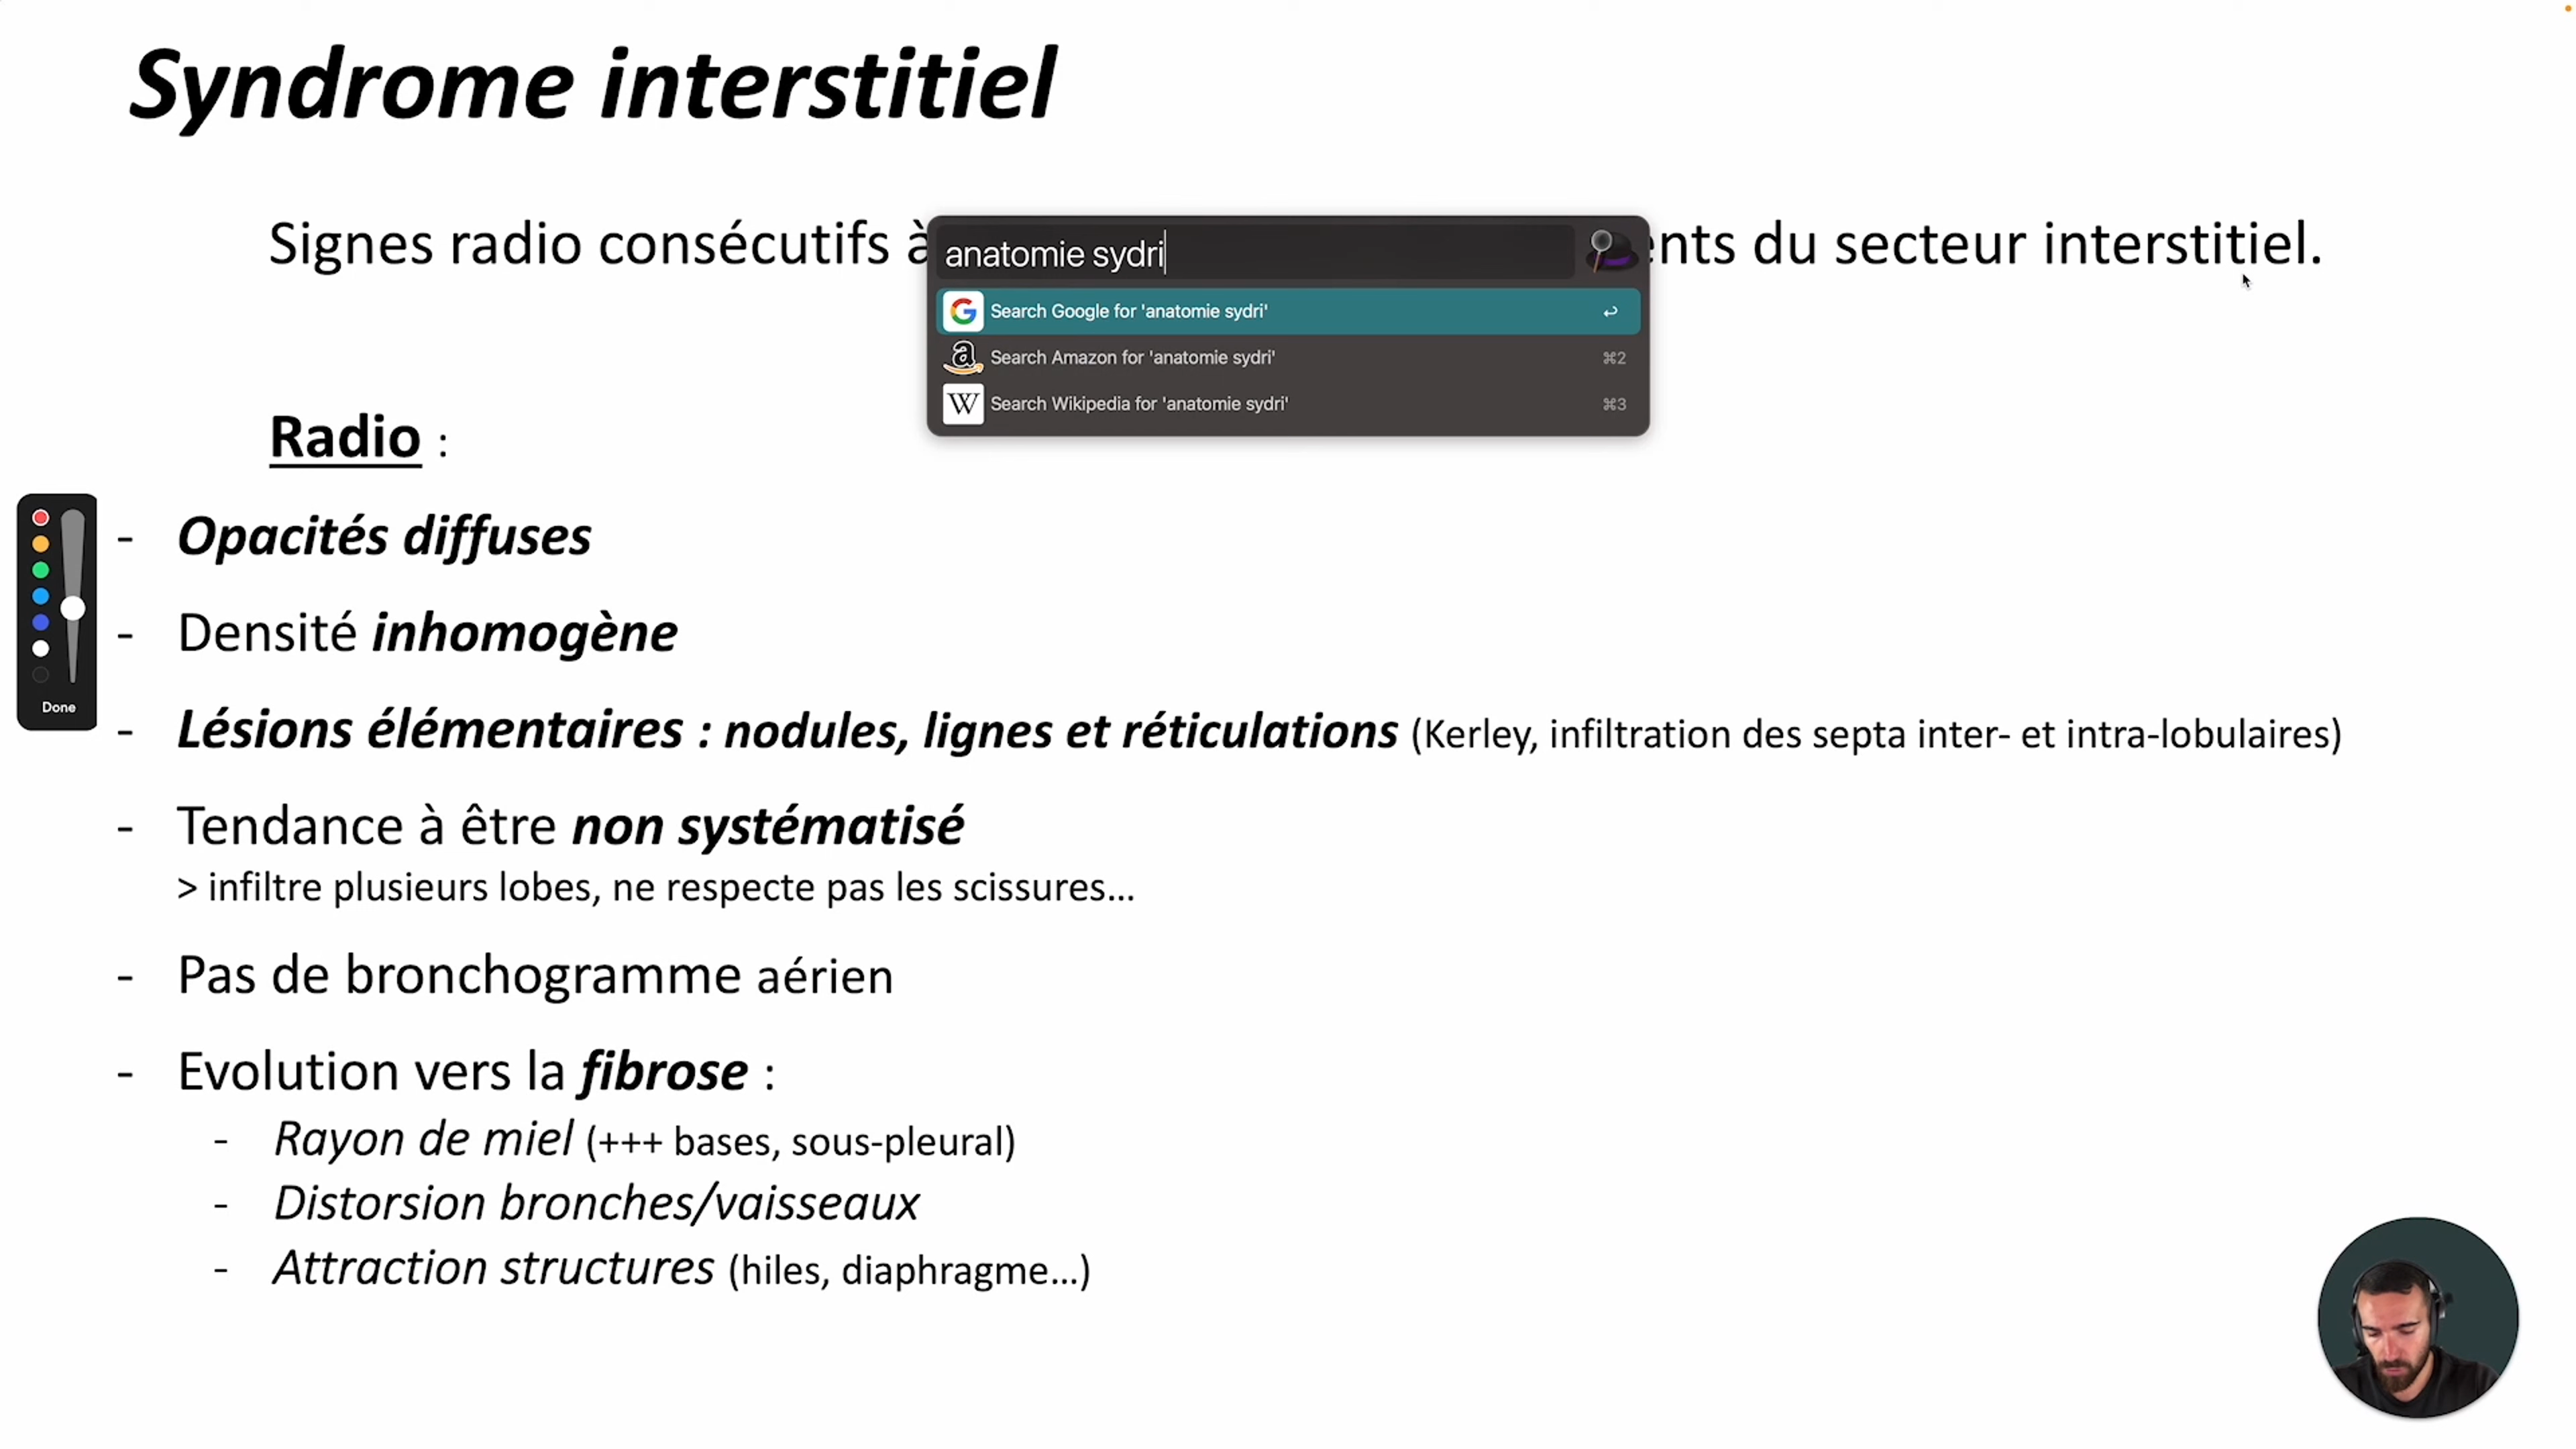 Syndrome interstitiel
Signes radio consécutifs à
nts du secteur interstitiel.
anatomie sydri
Search Google for 'anatomie sydri' ↩
Search Amazon for 'anatomie sydri' ⌘2
Search Wikipedia for 'anatomie sydri' ⌘3
Radio :
- Opacités diffuses
- Densité inhomogène
Done
- Lésions élémentaires : nodules, lignes et réticulations (Kerley, infiltration des septa inter- et intra-lobulaires)
- Tendance à être non systématisé
> infiltre plusieurs lobes, ne respecte pas les scissures...
- Pas de bronchogramme aérien
- Evolution vers la fibrose :
- Rayon de miel (+++ bases, sous-pleural)
- Distorsion bronches/vaisseaux
- Attraction structures (hiles, diaphragme...)